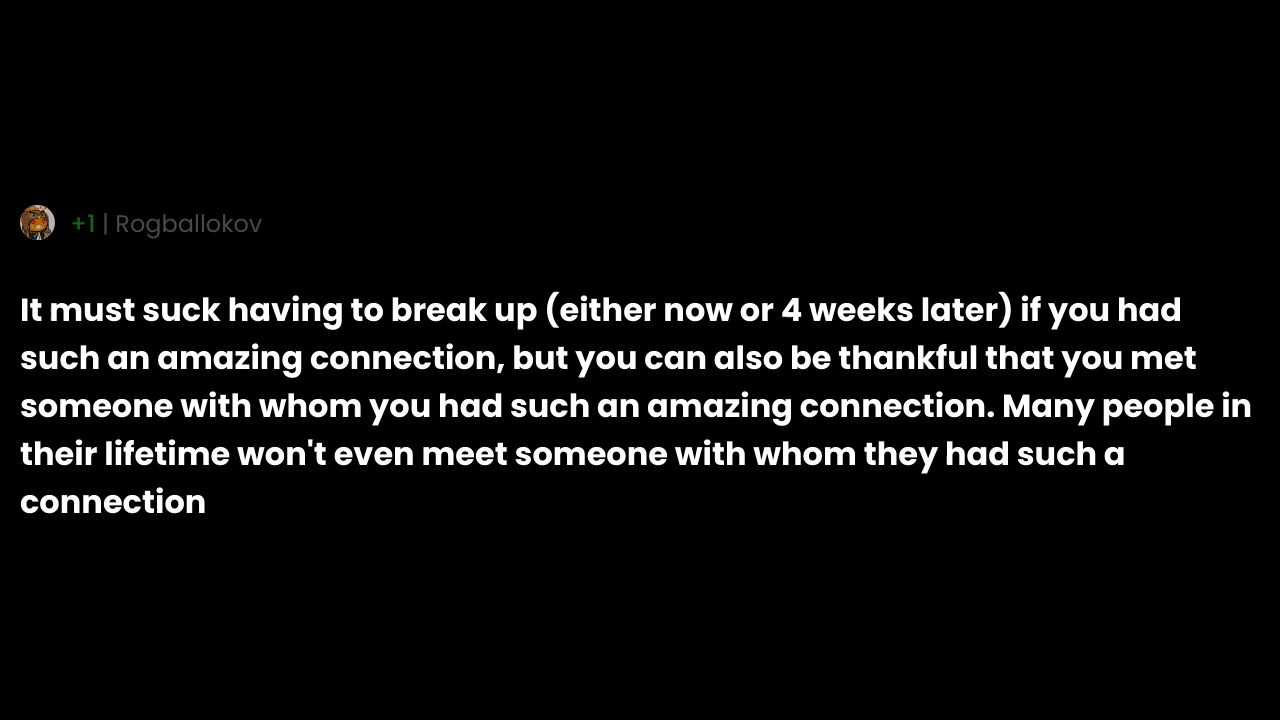 +1 | Rogballokov
It must suck having to break up (either now or 4 weeks later) if you had
such an amazing connection, but you can also be thankful that you met
someone with whom you had such an amazing connection. Many people in
their lifetime won't even meet someone with whom they had such a
connection